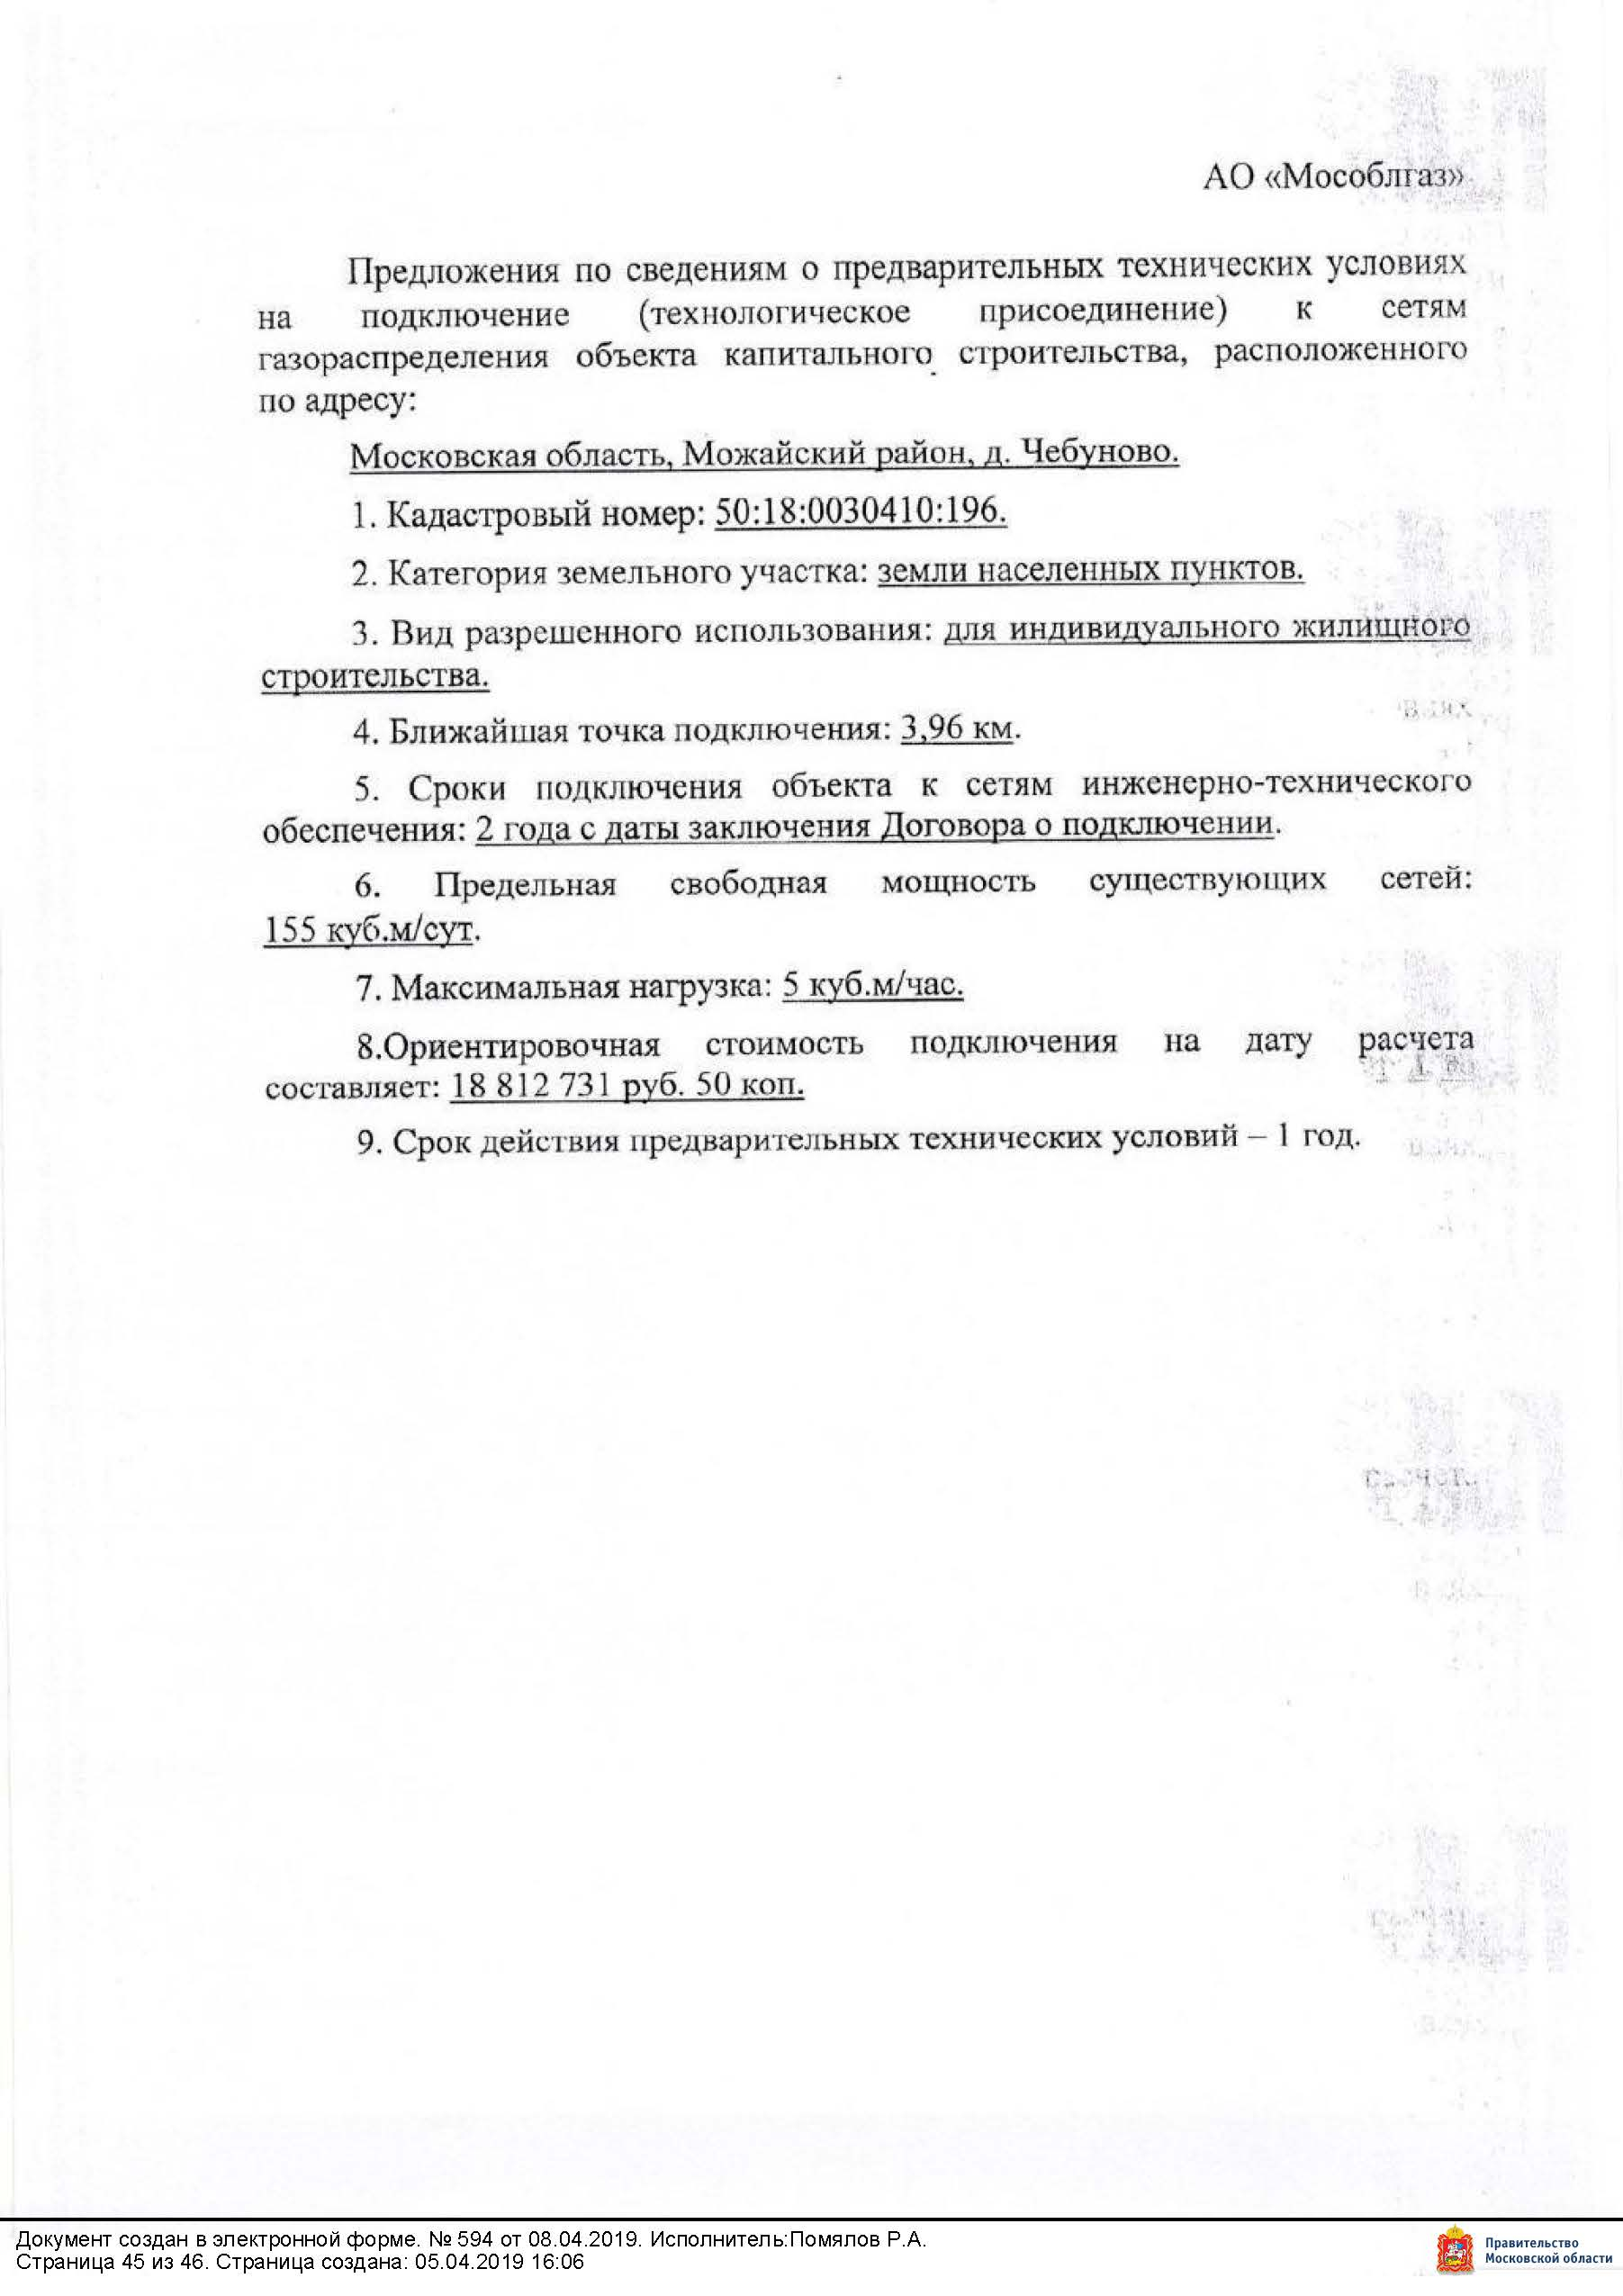 АО «Мособлгаз»
Предложения по сведениям о предварительных технических условиях
на подключение (технологическое присоединение) к сетям
газораспределения объекта капитального строительства, расположенного
по адресу:
Московская область, Можайский район, д. Чебуново.
1. Кадастровый номер: 50:18:0030410:196.
2. Категория земельного участка: земли населенных пунктов.
3. Вид разрешенного использования: для индивидуального жилищного
строительства.
4. Ближайшая точка подключения: 3,96 км.
5. Сроки подключения объекта к сетям инженерно-технического
обеспечения: 2 года с даты заключения Договора о подключении.
6. Предельная свободная мощность существующих сетей:
155 куб.м/сут.
7. Максимальная нагрузка: 5 куб.м/час.
8.Ориентировочная стоимость подключения на дату расчета
составляет: 18 812 731 руб. 50 коп.
9. Срок действия предварительных технических условий – 1 год.
Документ создан в электронной форме. № 594 от 08.04.2019. Исполнитель:Помялов Р.А.
Страница 45 из 46. Страница создана: 05.04.2019 16:06
Правительство
Московской области